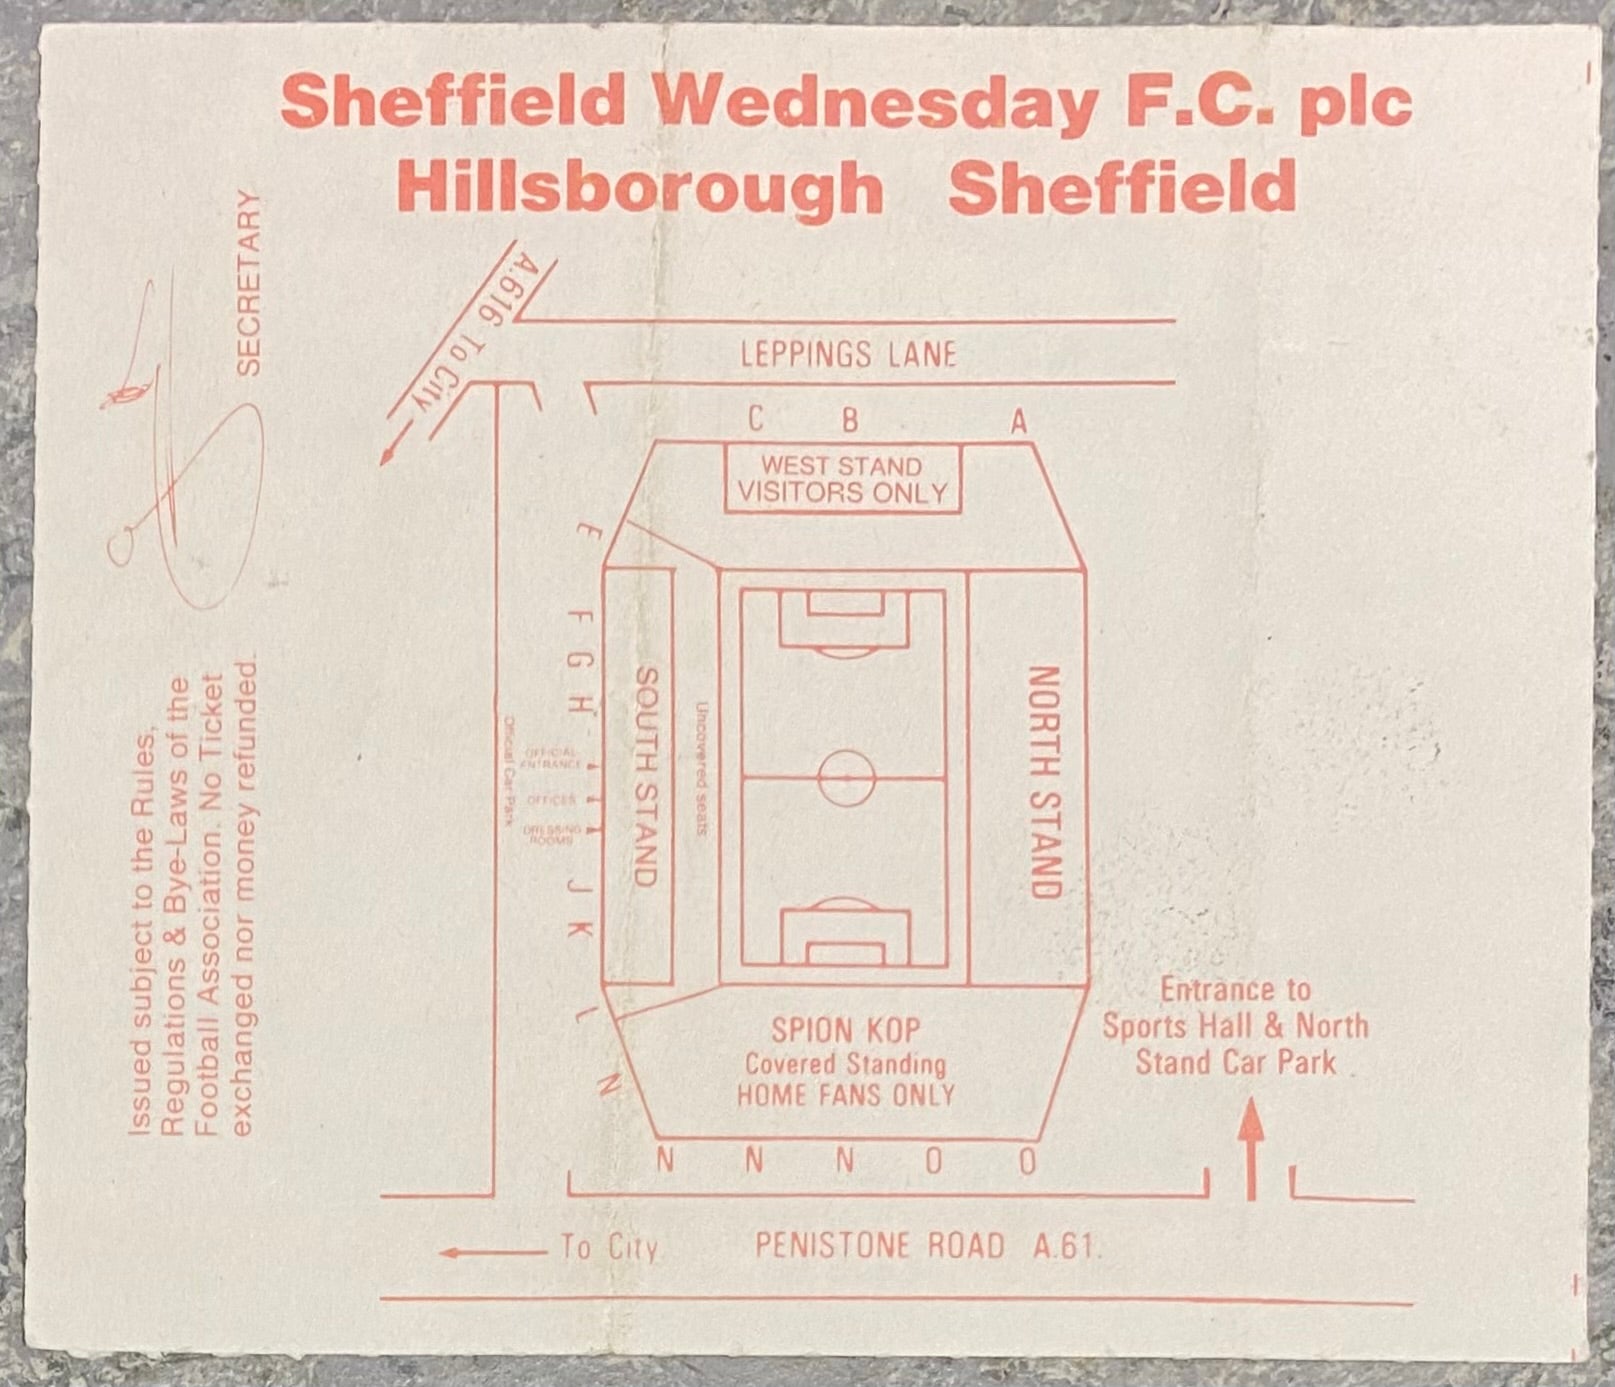 Sheffield Wednesday F.C. plc
Hillsborough Sheffield
A.616 To City
LEPPINGS LANE
C B A
WEST STAND
VISITORS ONLY
E
F
G
H
OFFICIAL
ENTRANCE
OFFICES
DRESSING
ROOMS
J
K
L
N
Official Car Park
SOUTH STAND
Uncovered seats
NORTH STAND
SPION KOP
Covered Standing
HOME FANS ONLY
N N N O O
Entrance to
Sports Hall & North
Stand Car Park
To City
PENISTONE ROAD A.61.
SECRETARY
Issued subject to the Rules,
Regulations & Bye-Laws of the
Football Association. No Ticket
exchanged nor money refunded.